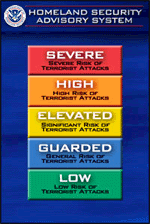 HOMELAND SECURITY
ADVISORY SYSTEM
SEVERE
SEVERE RISK OF
TERRORIST ATTACKS
HIGH
HIGH RISK OF
TERRORIST ATTACKS
ELEVATED
SIGNIFICANT RISK OF
TERRORIST ATTACKS
GUARDED
GENERAL RISK OF
TERRORIST ATTACKS
LOW
LOW RISK OF
TERRORIST ATTACKS